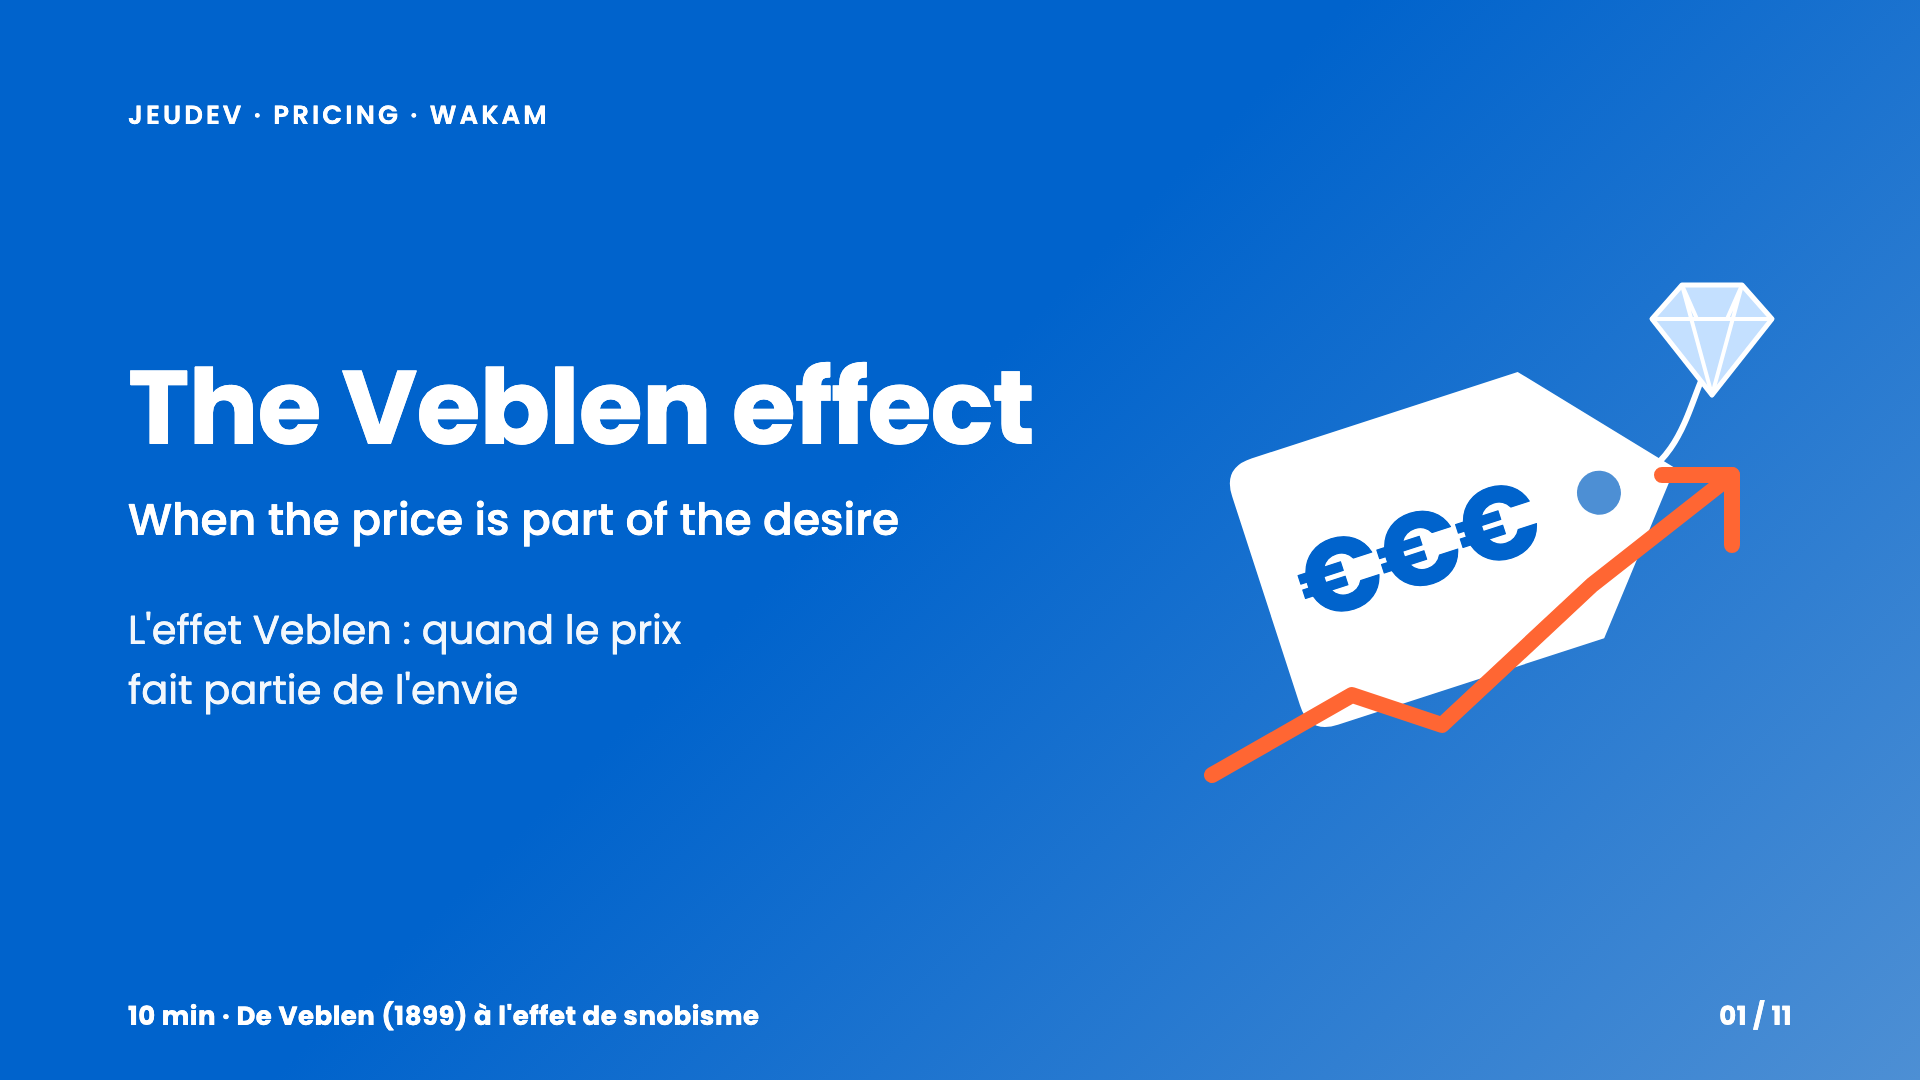 JEUDEV · PRICING · WAKAM
The Veblen effect
When the price is part of the desire
L'effet Veblen : quand le prix
fait partie de l'envie
€€€
10 min · De Veblen (1899) à l'effet de snobisme
01 / 11